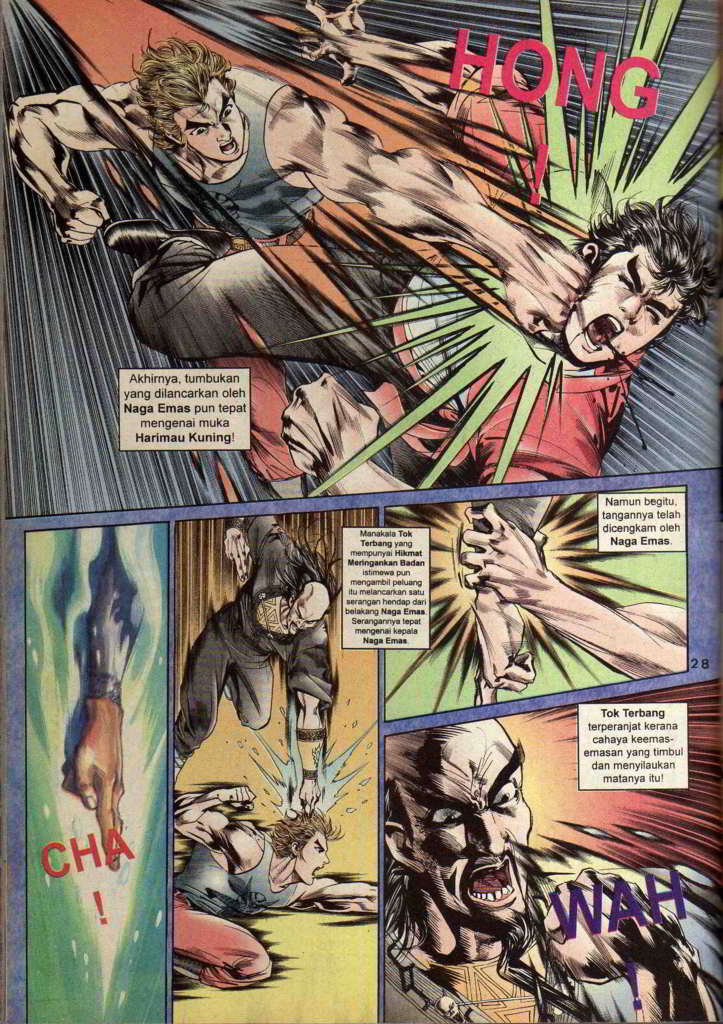 HONG
!
Akhirnya, tumbukan
yang dilancarkan oleh
Naga Emas pun tepat
mengenai muka
Harimau Kuning!
CHA
!
Manakala Tok
Terbang yang
mempunyai Hikmat
Meringankan Badan
istimewa pun
mengambil peluang
itu melancarkan satu
serangan hendap dari
belakang Naga Emas.
Serangannya tepat
mengenai kepala
Naga Emas.
Namun begitu,
tangannya telah
dicengkam oleh
Naga Emas.
28
Tok Terbang
terperanjat kerana
cahaya keemas-
emasan yang timbul
dan menyilaukan
matanya itu!
WAH
!